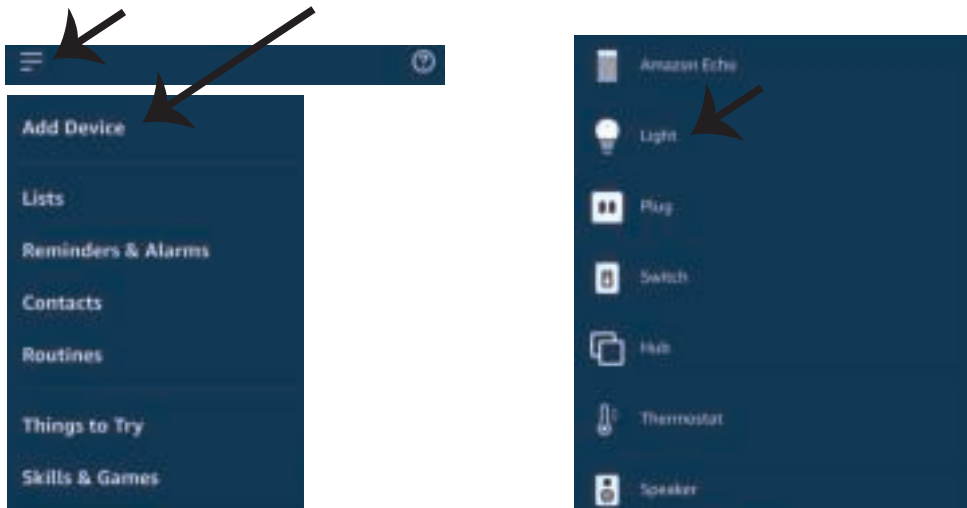 ?
Add Device
Lists
Reminders & Alarms
Contacts
Routines
Things to Try
Skills & Games
Amazon Echo
Light
Plug
Switch
Hub
Thermostat
Speaker